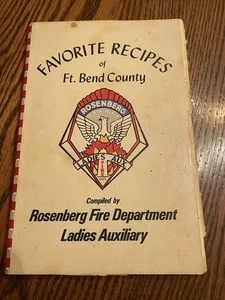 FAVORITE RECIPES
of
Ft. Bend County
ROSENBERG
LADIES AUX.
Compiled by
Rosenberg Fire Department
Ladies Auxiliary